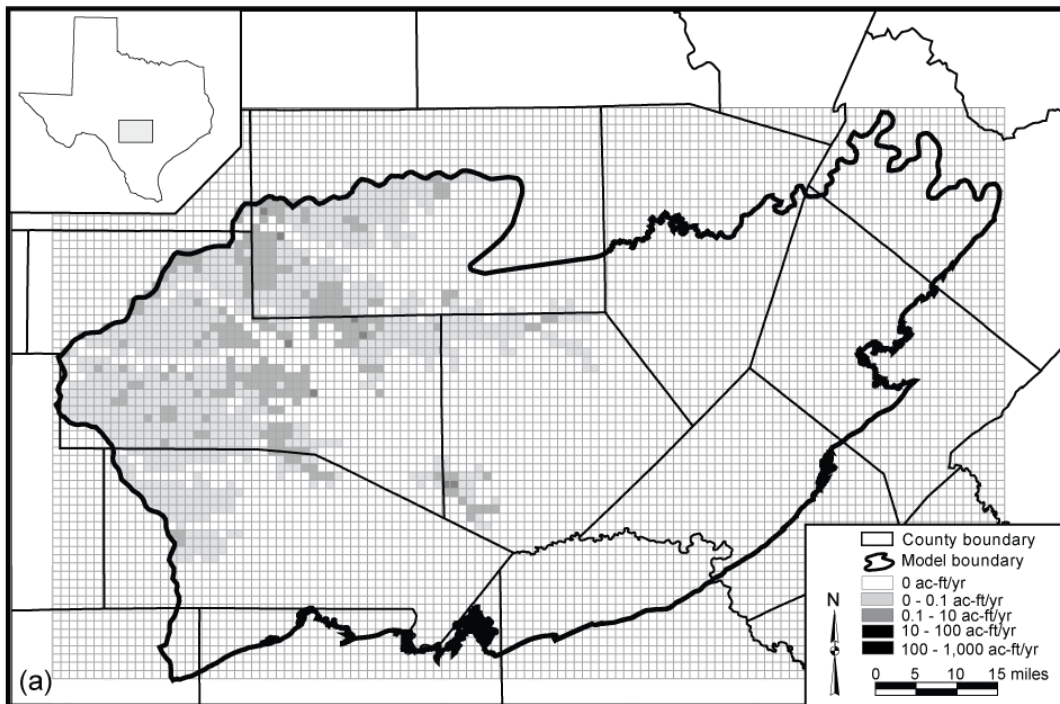 County boundary
Model boundary
0 ac-ft/yr
0 - 0.1 ac-ft/yr
0.1 - 10 ac-ft/yr
10 - 100 ac-ft/yr
100 - 1,000 ac-ft/yr
N
0 5 10 15 miles
(a)